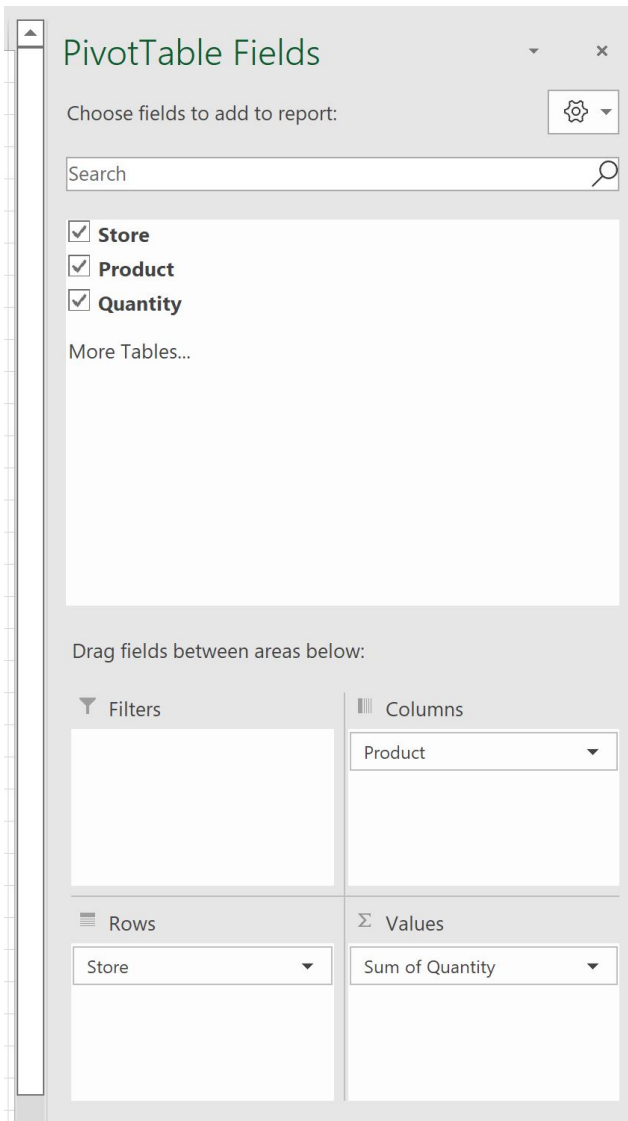 PivotTable Fields
Choose fields to add to report:
Search
Store
Product
Quantity
More Tables...
Drag fields between areas below:
Filters
Columns
Product
Rows
Σ Values
Store
Sum of Quantity